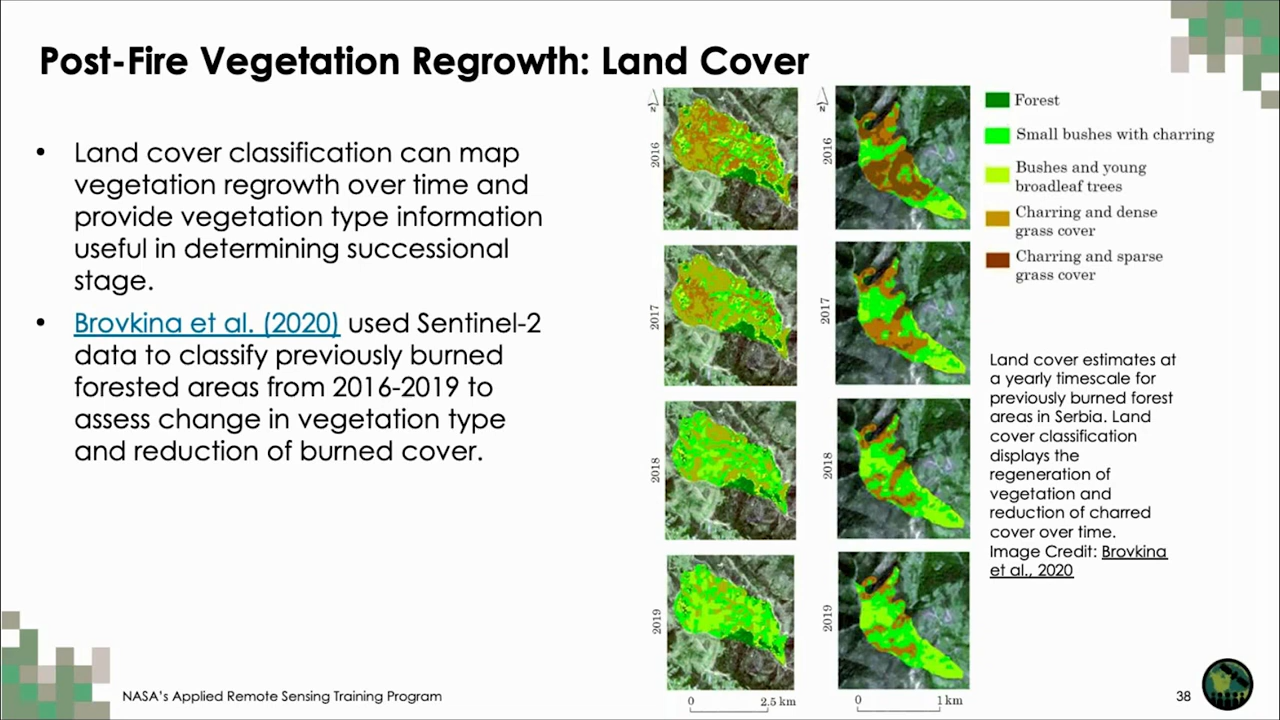 Post-Fire Vegetation Regrowth: Land Cover
• Land cover classification can map
vegetation regrowth over time and
provide vegetation type information
useful in determining successional
stage.
• Brovkina et al. (2020) used Sentinel-2
data to classify previously burned
forested areas from 2016-2019 to
assess change in vegetation type
and reduction of burned cover.
N
2016
2017
2018
2019
0 2.5 km
N
2016
2017
2018
2019
0 1 km
Forest
Small bushes with charring
Bushes and young
broadleaf trees
Charring and dense
grass cover
Charring and sparse
grass cover
Land cover estimates at
a yearly timescale for
previously burned forest
areas in Serbia. Land
cover classification
displays the
regeneration of
vegetation and
reduction of charred
cover over time.
Image Credit: Brovkina
et al., 2020
NASA's Applied Remote Sensing Training Program
38